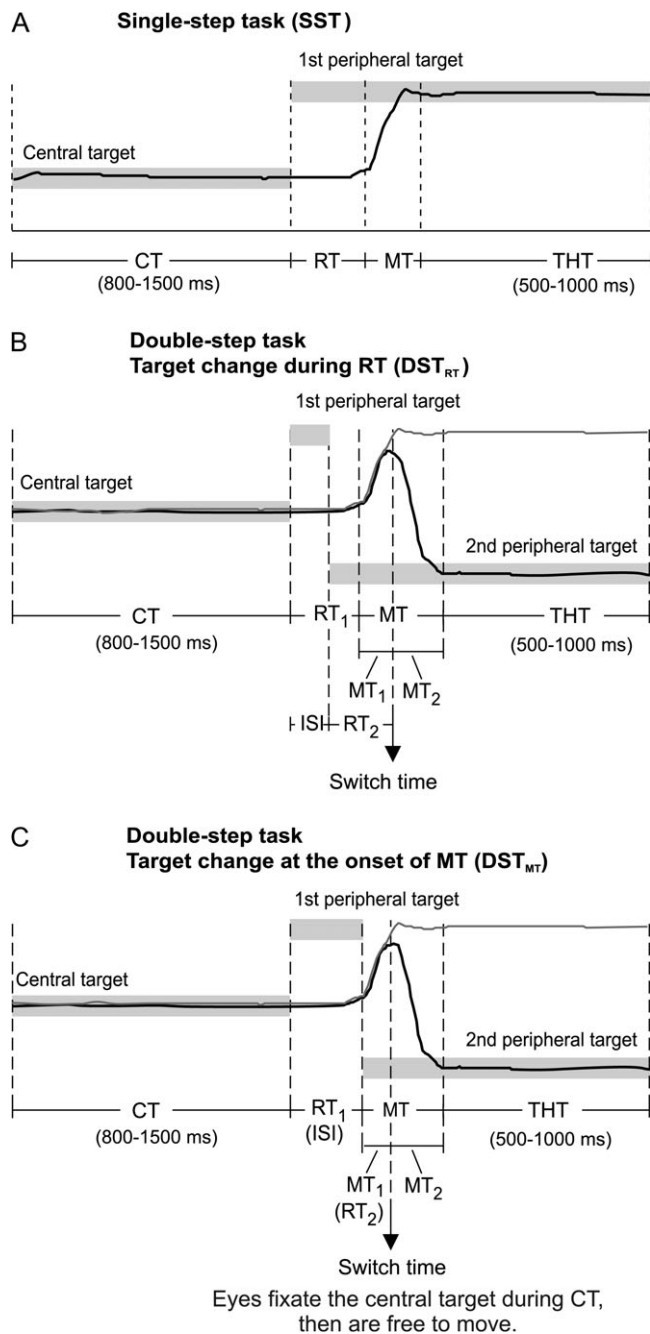 A
Single-step task (SST)
1st peripheral target
Central target
CT
RT
MT
THT
(800-1500 ms)
(500-1000 ms)
B
Double-step task
Target change during RT (DST_RT)
1st peripheral target
Central target
2nd peripheral target
CT
RT_1
MT
THT
(800-1500 ms)
(500-1000 ms)
MT_1
MT_2
ISI
RT_2
Switch time
C
Double-step task
Target change at the onset of MT (DST_MT)
1st peripheral target
Central target
2nd peripheral target
CT
RT_1
MT
THT
(800-1500 ms)
(ISI)
(500-1000 ms)
MT_1
MT_2
(RT_2)
Switch time
Eyes fixate the central target during CT,
then are free to move.